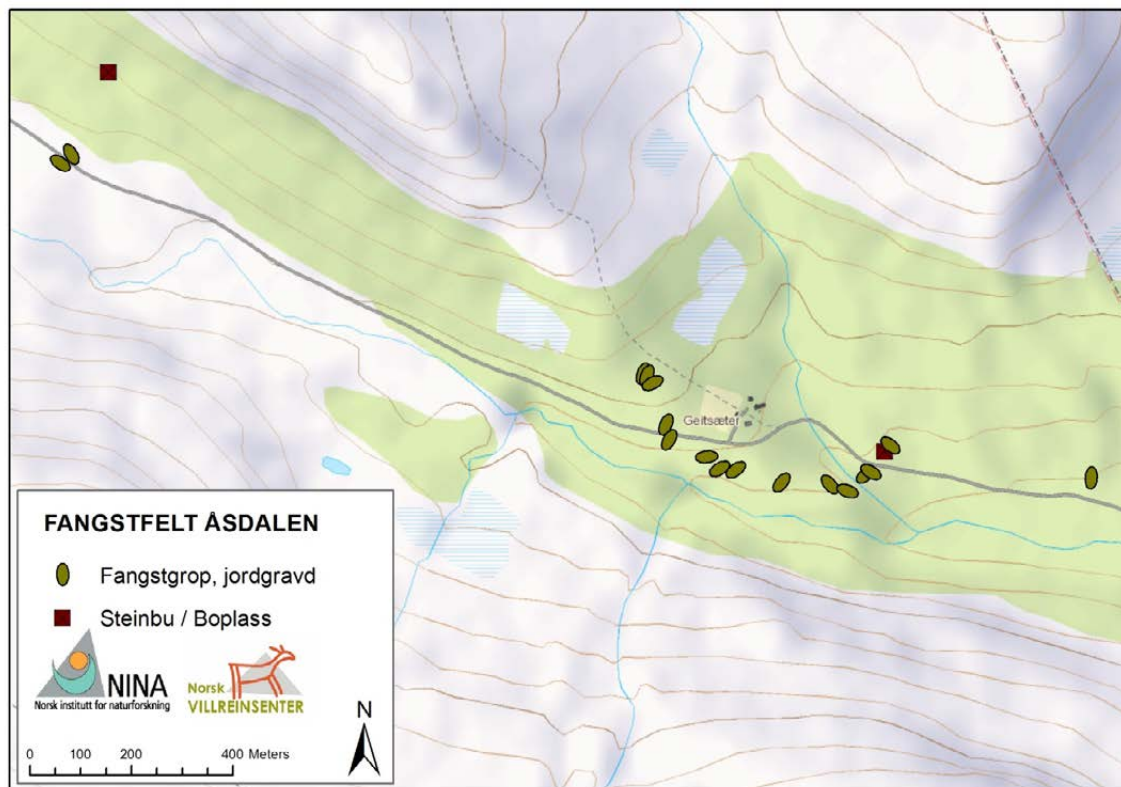 Geitsæter
FANGSTFELT ÅSDALEN
Fangstgrop, jordgravd
Steinbu / Boplass
NINA
Norsk institutt for naturforskning
Norsk
VILLREINSENTER
N
0 100 200 400 Meters